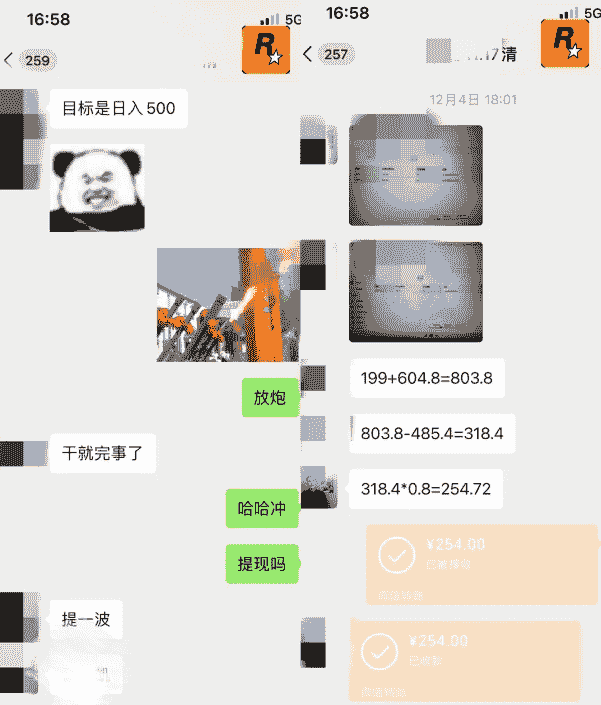 16:58
5G
R
259
目标是日入500
放炮
干就完事了
哈哈冲
提现吗
提一波
16:58
5G
R
257
17清
12月4日 18:01
199+604.8=803.8
803.8-485.4=318.4
318.4*0.8=254.72
¥254.00
¥254.00